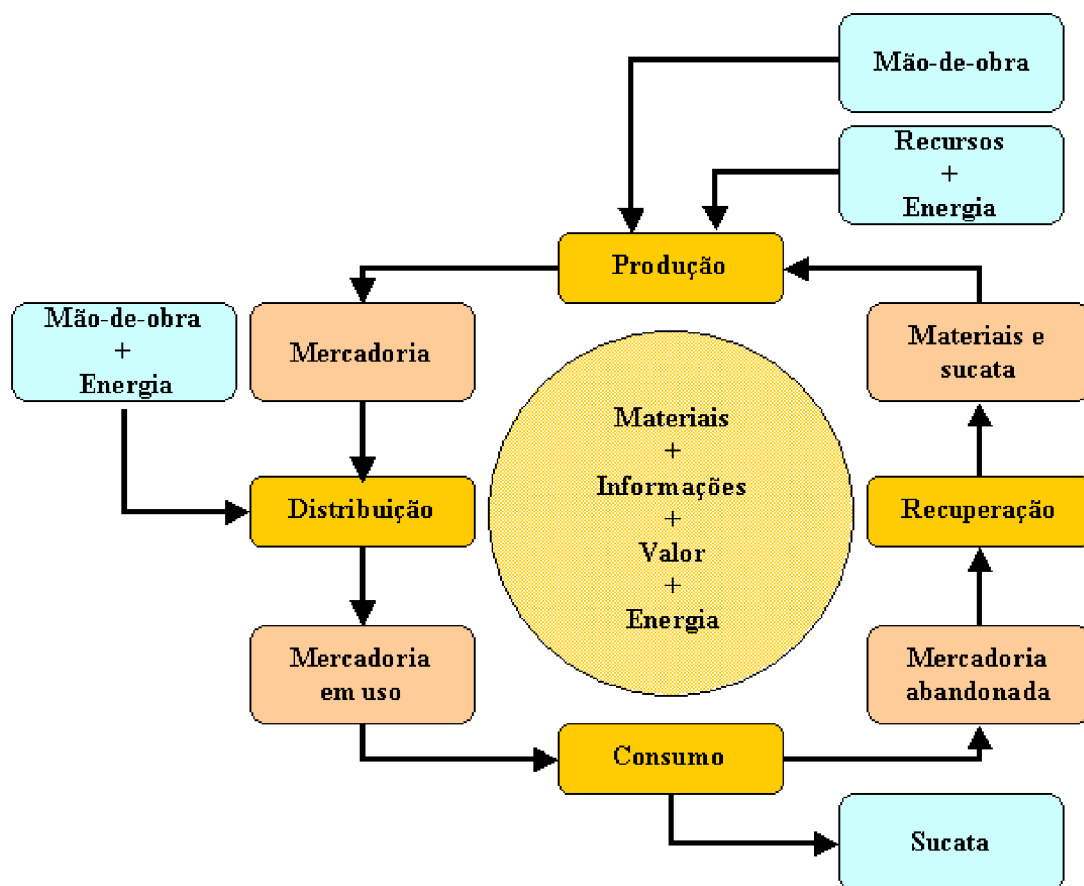 Mão-de-obra
Recursos
+
Energia
Produção
Mão-de-obra
+
Energia
Mercadoria
Materiais e
sucata
Materiais
+
Informações
+
Valor
+
Energia
Distribuição
Recuperação
Mercadoria
em uso
Mercadoria
abandonada
Consumo
Sucata